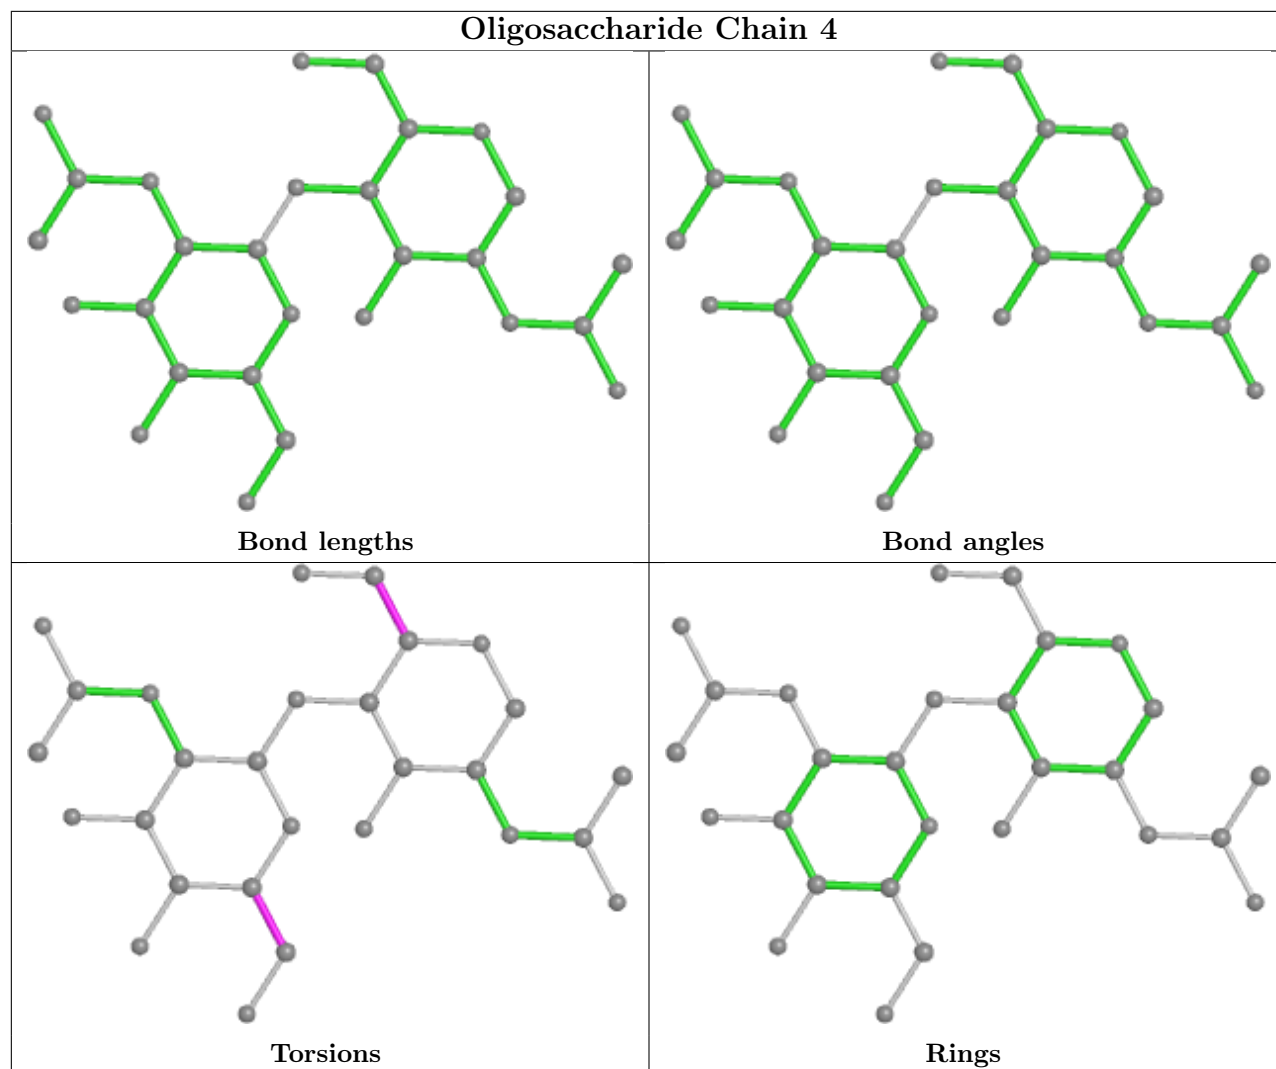 Oligosaccharide Chain 4
Bond lengths
Bond angles
Torsions
Rings